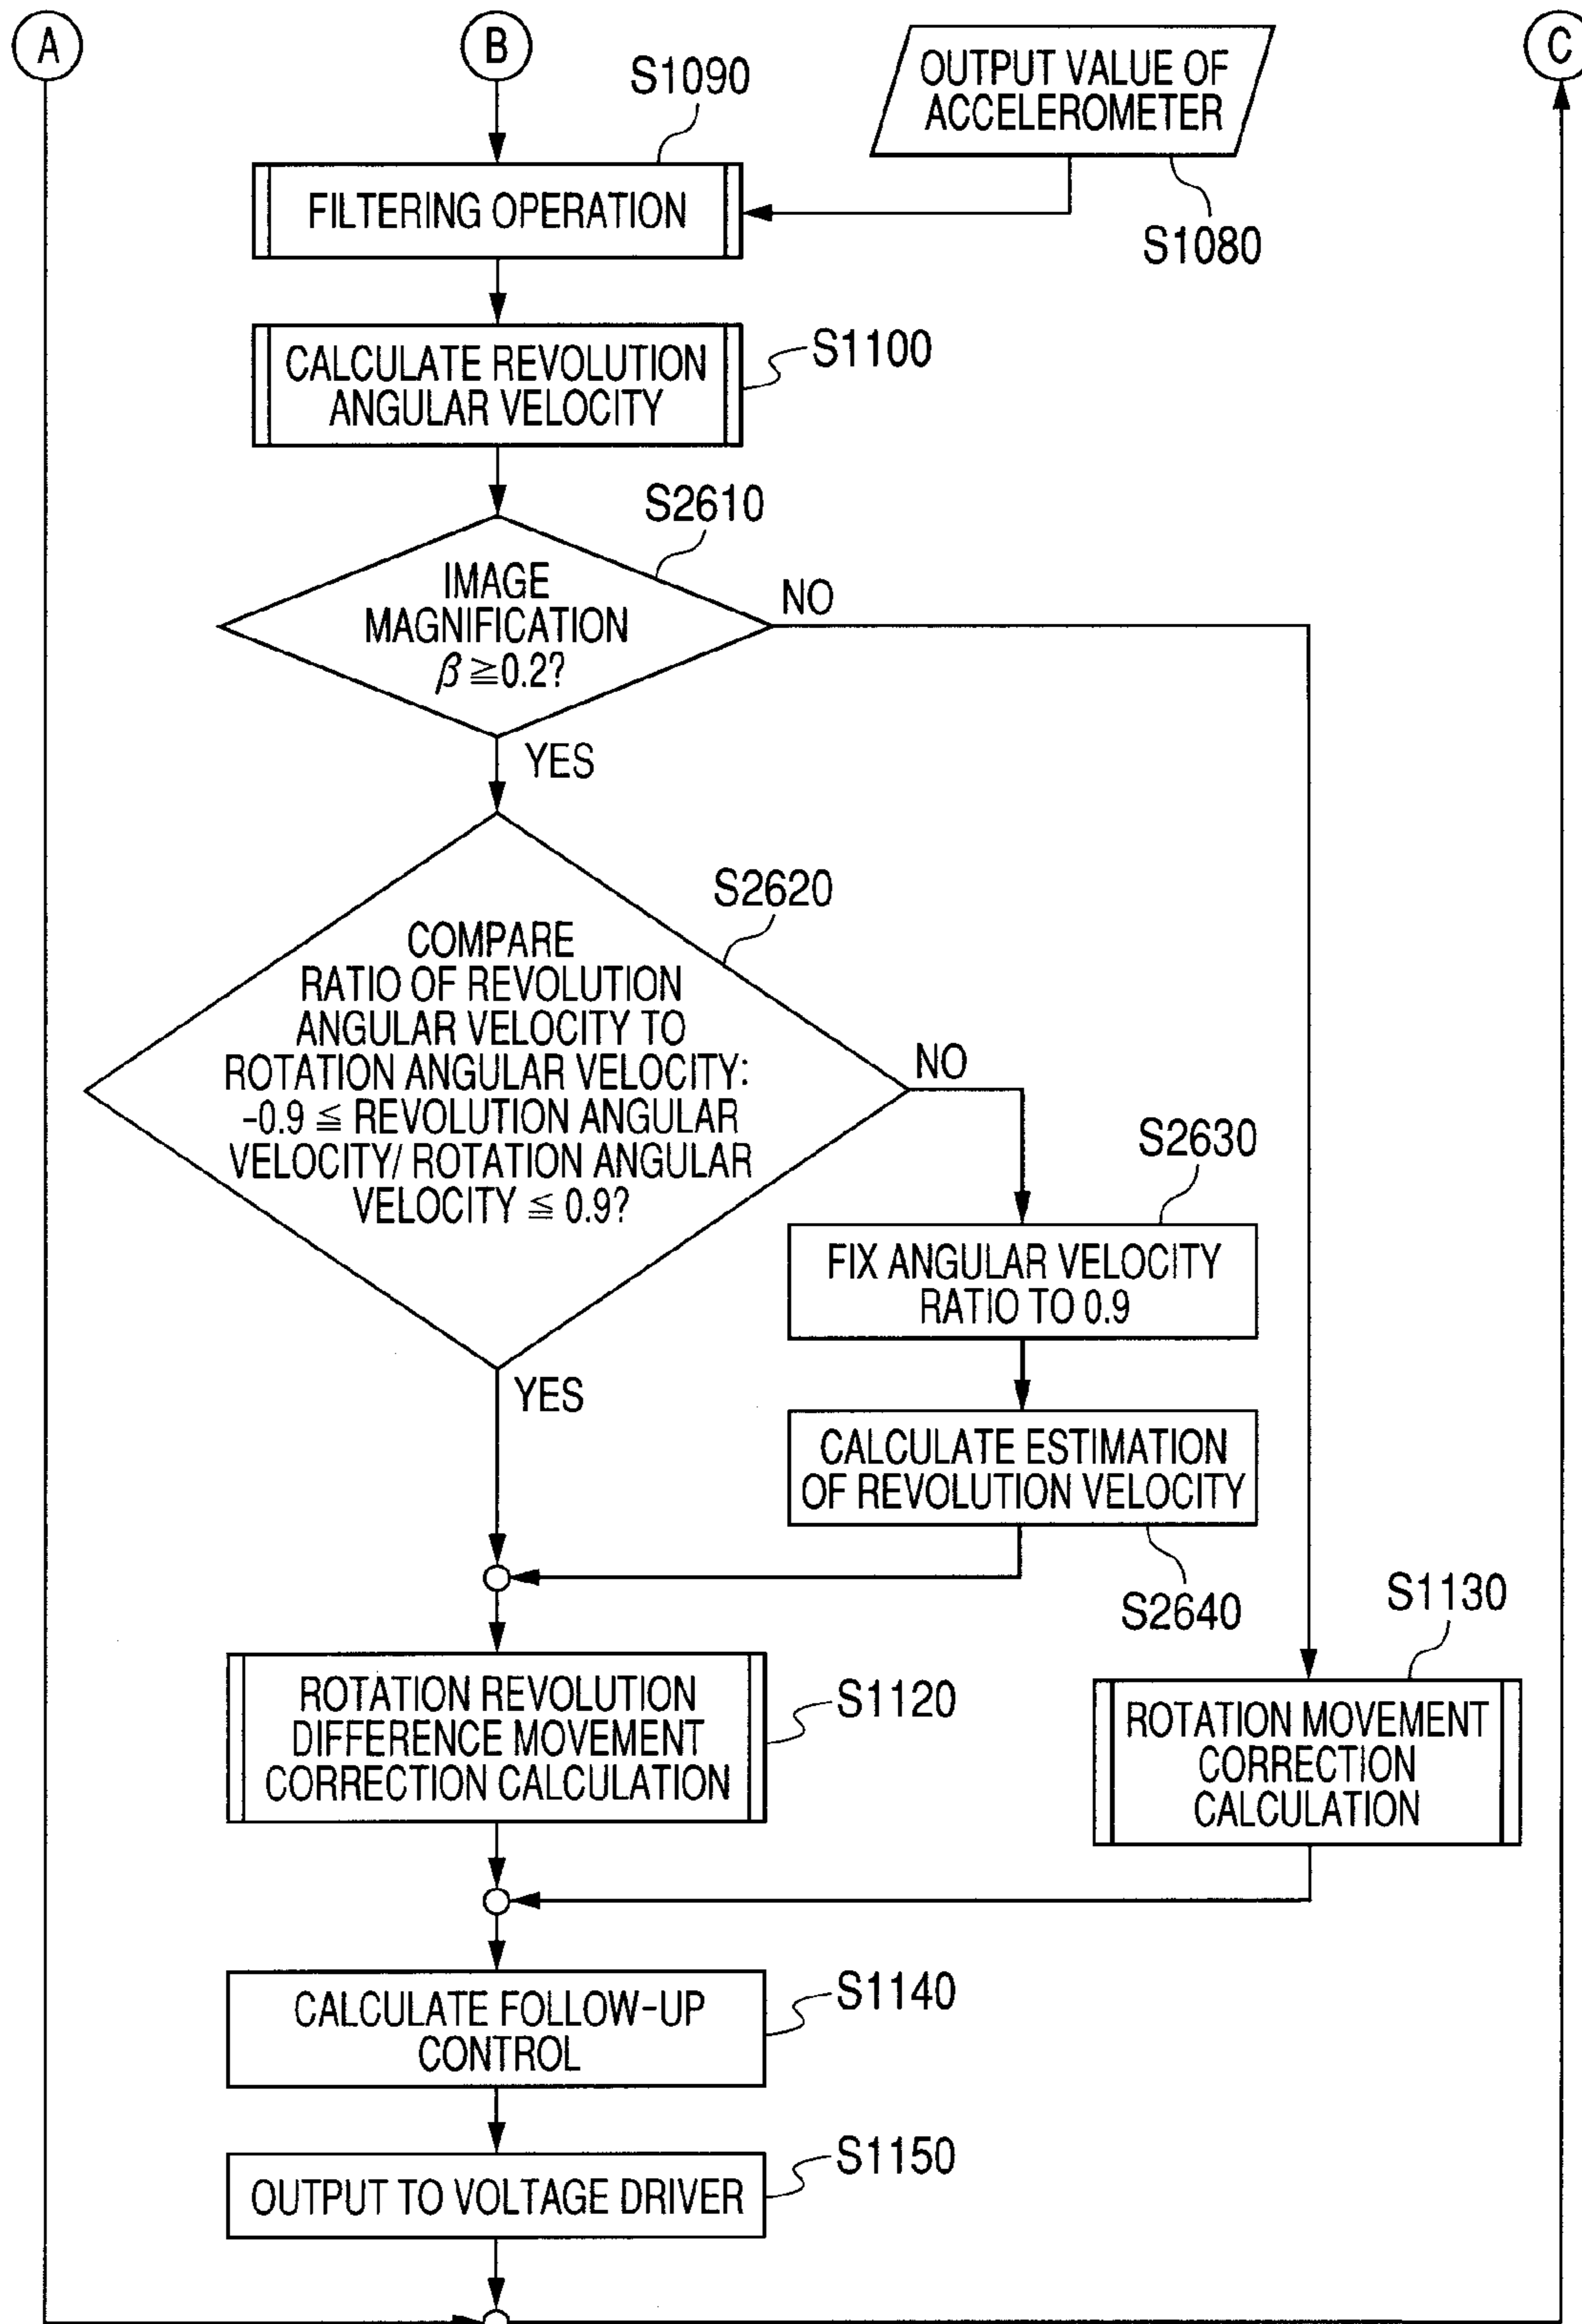 A
B
C
OUTPUT VALUE OF
ACCELEROMETER
S1080
S1090
FILTERING OPERATION
CALCULATE REVOLUTION
ANGULAR VELOCITY
S1100
S2610
IMAGE
MAGNIFICATION
β ≧0.2?
NO
YES
S2620
COMPARE
RATIO OF REVOLUTION
ANGULAR VELOCITY TO
ROTATION ANGULAR VELOCITY:
-0.9 ≦ REVOLUTION ANGULAR
VELOCITY/ ROTATION ANGULAR
VELOCITY ≦ 0.9?
NO
YES
S2630
FIX ANGULAR VELOCITY
RATIO TO 0.9
CALCULATE ESTIMATION
OF REVOLUTION VELOCITY
S2640
ROTATION REVOLUTION
DIFFERENCE MOVEMENT
CORRECTION CALCULATION
S1120
S1130
ROTATION MOVEMENT
CORRECTION
CALCULATION
CALCULATE FOLLOW-UP
CONTROL
S1140
OUTPUT TO VOLTAGE DRIVER
S1150